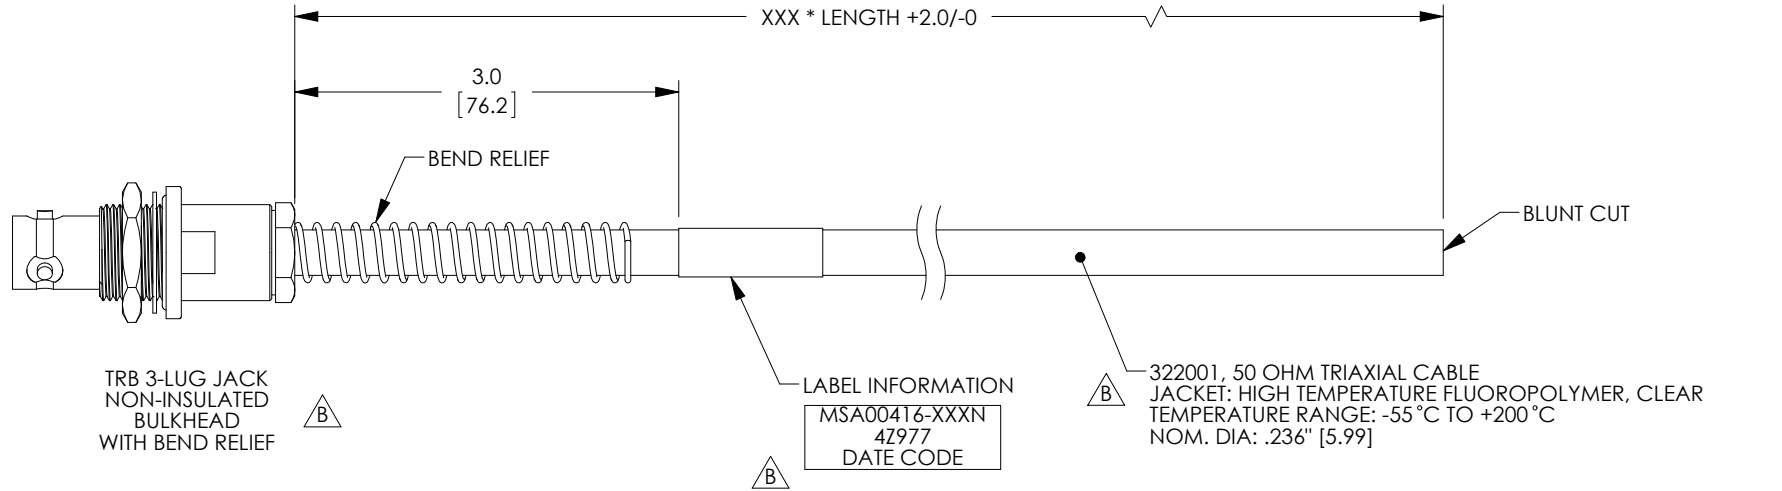 XXX * LENGTH +2.0/-0
3.0
[76.2]
BEND RELIEF
BLUNT CUT
TRB 3-LUG JACK
NON-INSULATED
BULKHEAD
WITH BEND RELIEF
B
LABEL INFORMATION
MSA00416-XXXN
4Z977
DATE CODE
B
B
322001, 50 OHM TRIAXIAL CABLE
JACKET: HIGH TEMPERATURE FLUOROPOLYMER, CLEAR
TEMPERATURE RANGE: -55°C TO +200°C
NOM. DIA: .236" [5.99]